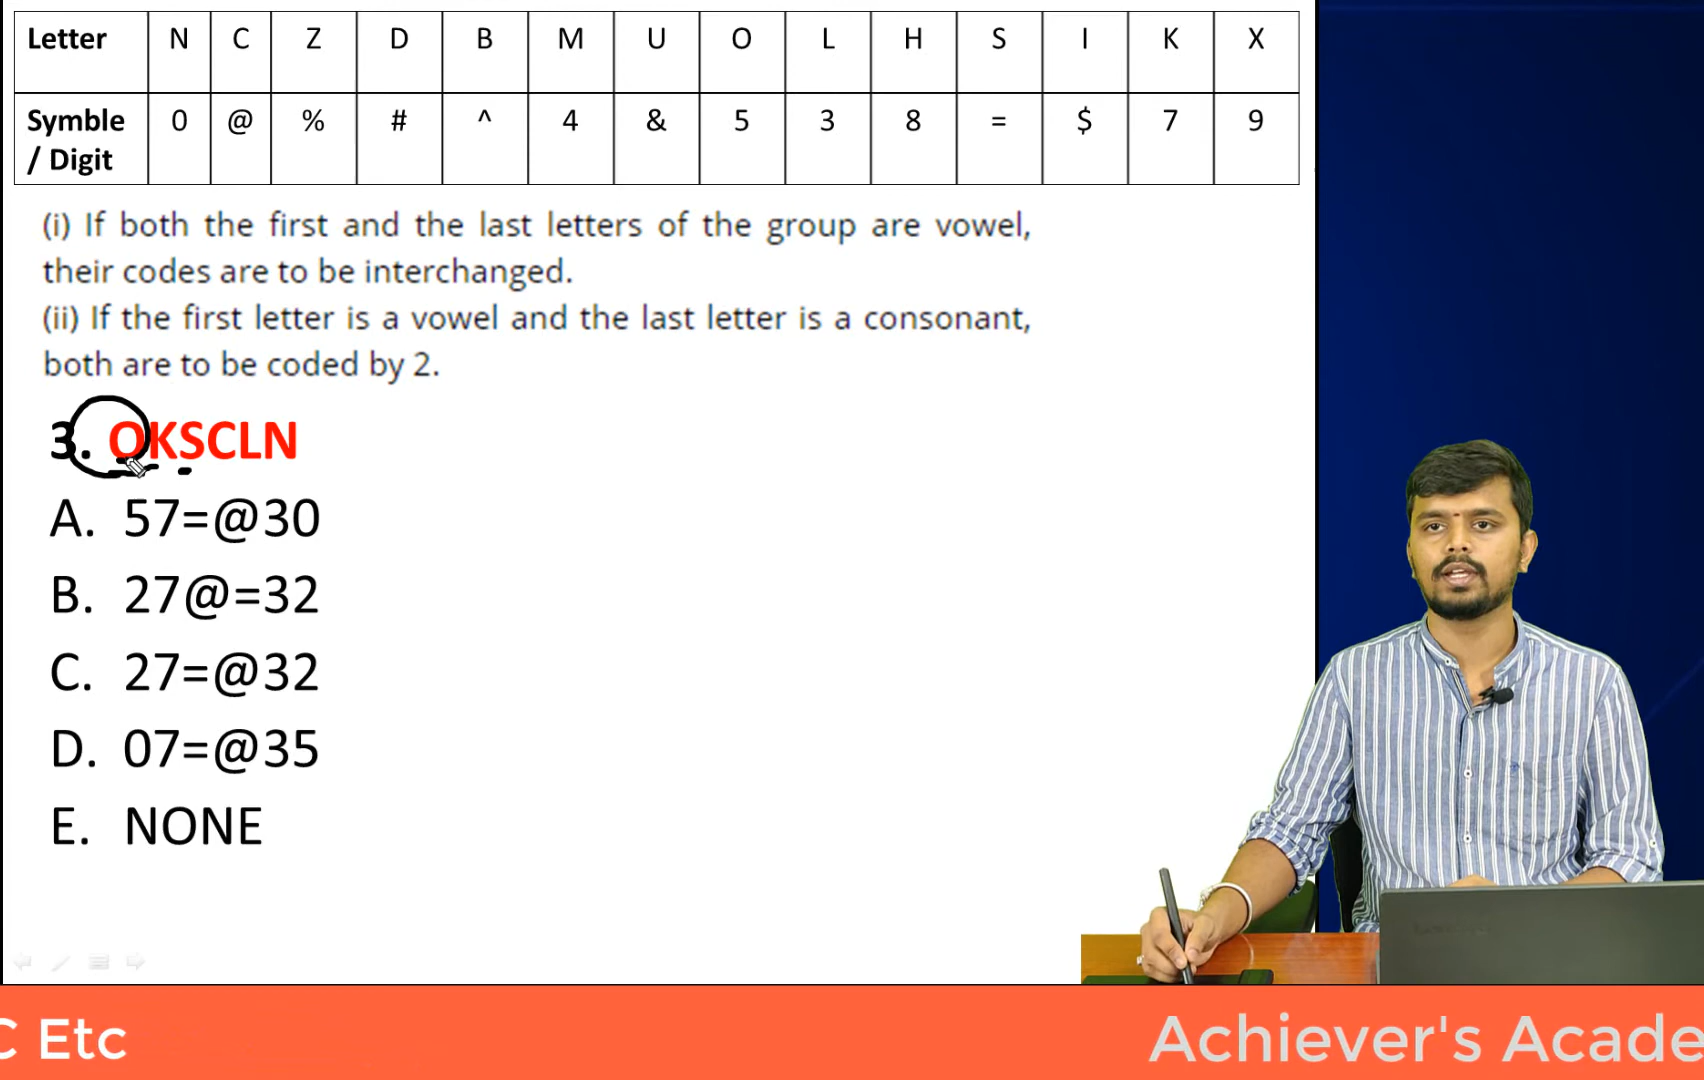 Letter N C Z D B M U O L H S I K X
Symble / Digit 0 @ % # ^ 4 & 5 3 8 = $ 7 9
(i) If both the first and the last letters of the group are vowel,
their codes are to be interchanged.
(ii) If the first letter is a vowel and the last letter is a consonant,
both are to be coded by 2.
3. OKSCLN
A. 57=@30
B. 27@=32
C. 27=@32
D. 07=@35
E. NONE
C Etc
Achiever's Acade